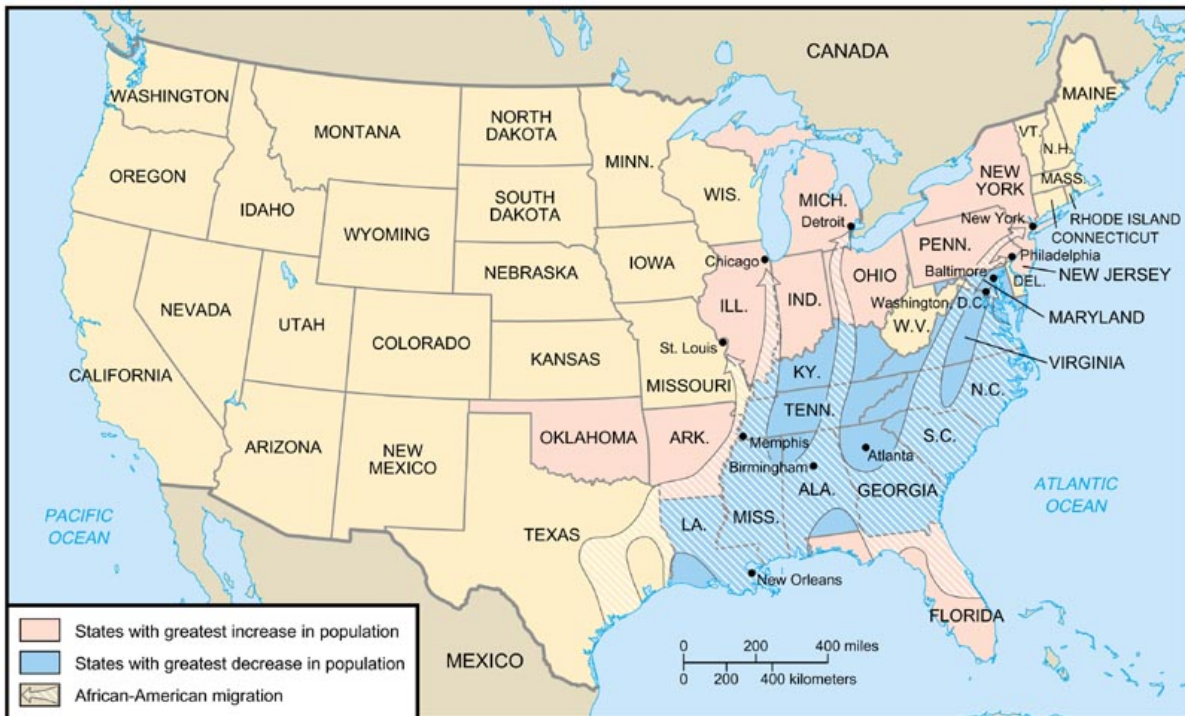 CANADA
WASHINGTON
MONTANA
NORTH
DAKOTA
MINN.
MAINE
VT.
N.H.
MASS.
OREGON
IDAHO
SOUTH
DAKOTA
WIS.
MICH.
Detroit
NEW
YORK
New York
RHODE ISLAND
CONNECTICUT
WYOMING
NEBRASKA
IOWA
Chicago
PENN.
Philadelphia
NEW JERSEY
Baltimore
DEL.
NEVADA
UTAH
COLORADO
KANSAS
ILL.
IND.
OHIO
Washington, D.C.
W.V.
MARYLAND
VIRGINIA
St. Louis
MISSOURI
KY.
CALIFORNIA
N.C.
TENN.
ARIZONA
NEW
MEXICO
OKLAHOMA
ARK.
Memphis
Birmingham
Atlanta
S.C.
ALA.
GEORGIA
PACIFIC
OCEAN
ATLANTIC
OCEAN
TEXAS
LA.
MISS.
New Orleans
FLORIDA
MEXICO
0 200 400 miles
0 200 400 kilometers
States with greatest increase in population
States with greatest decrease in population
African-American migration